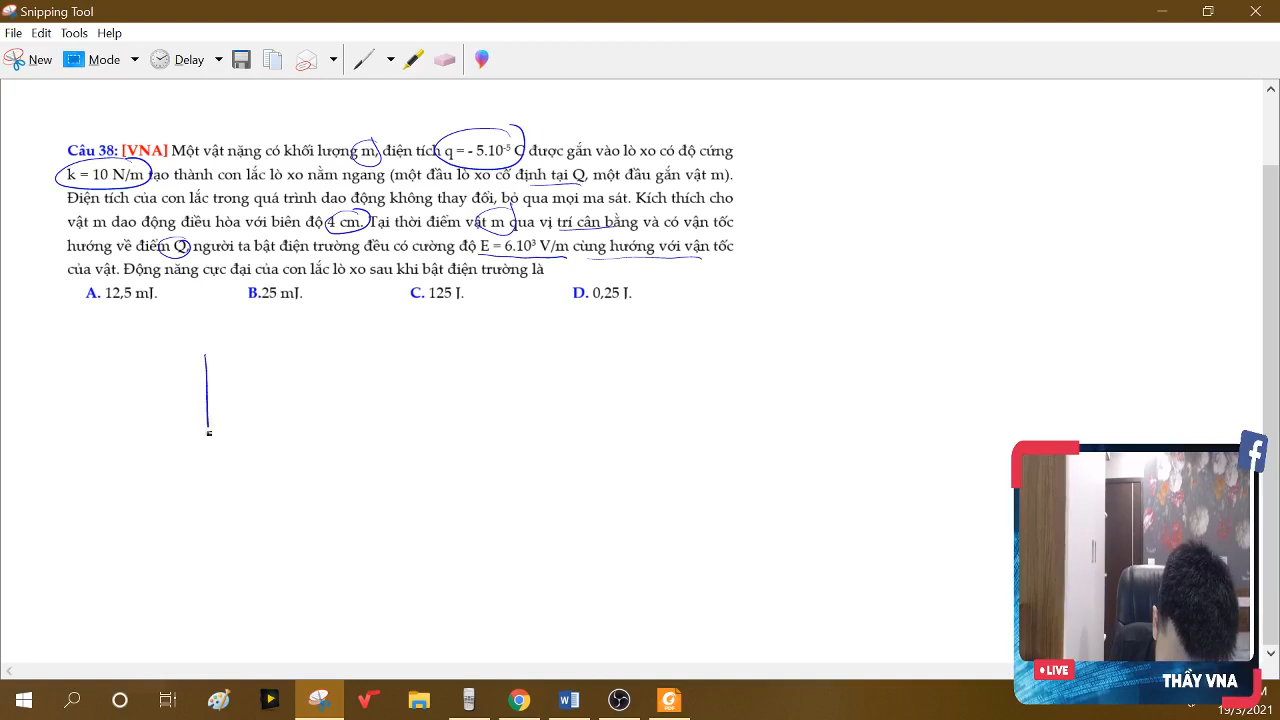 Snipping Tool
File Edit Tools Help
New Mode Delay
Câu 38: [VNA] Một vật nặng có khối lượng m, điện tích q = - 5.10⁻⁵ C được gắn vào lò xo có độ cứng
k = 10 N/m tạo thành con lắc lò xo nằm ngang (một đầu lò xo cố định tại Q, một đầu gắn vật m).
Điện tích của con lắc trong quá trình dao động không thay đổi, bỏ qua mọi ma sát. Kích thích cho
vật m dao động điều hòa với biên độ 4 cm. Tại thời điểm vật m qua vị trí cân bằng và có vận tốc
hướng về điểm Q, người ta bật điện trường đều có cường độ E = 6.10³ V/m cùng hướng với vận tốc
của vật. Động năng cực đại của con lắc lò xo sau khi bật điện trường là
A. 12,5 mJ. B.25 mJ. C. 125 J. D. 0,25 J.
LIVE
THẦY VNA
19/3/2021